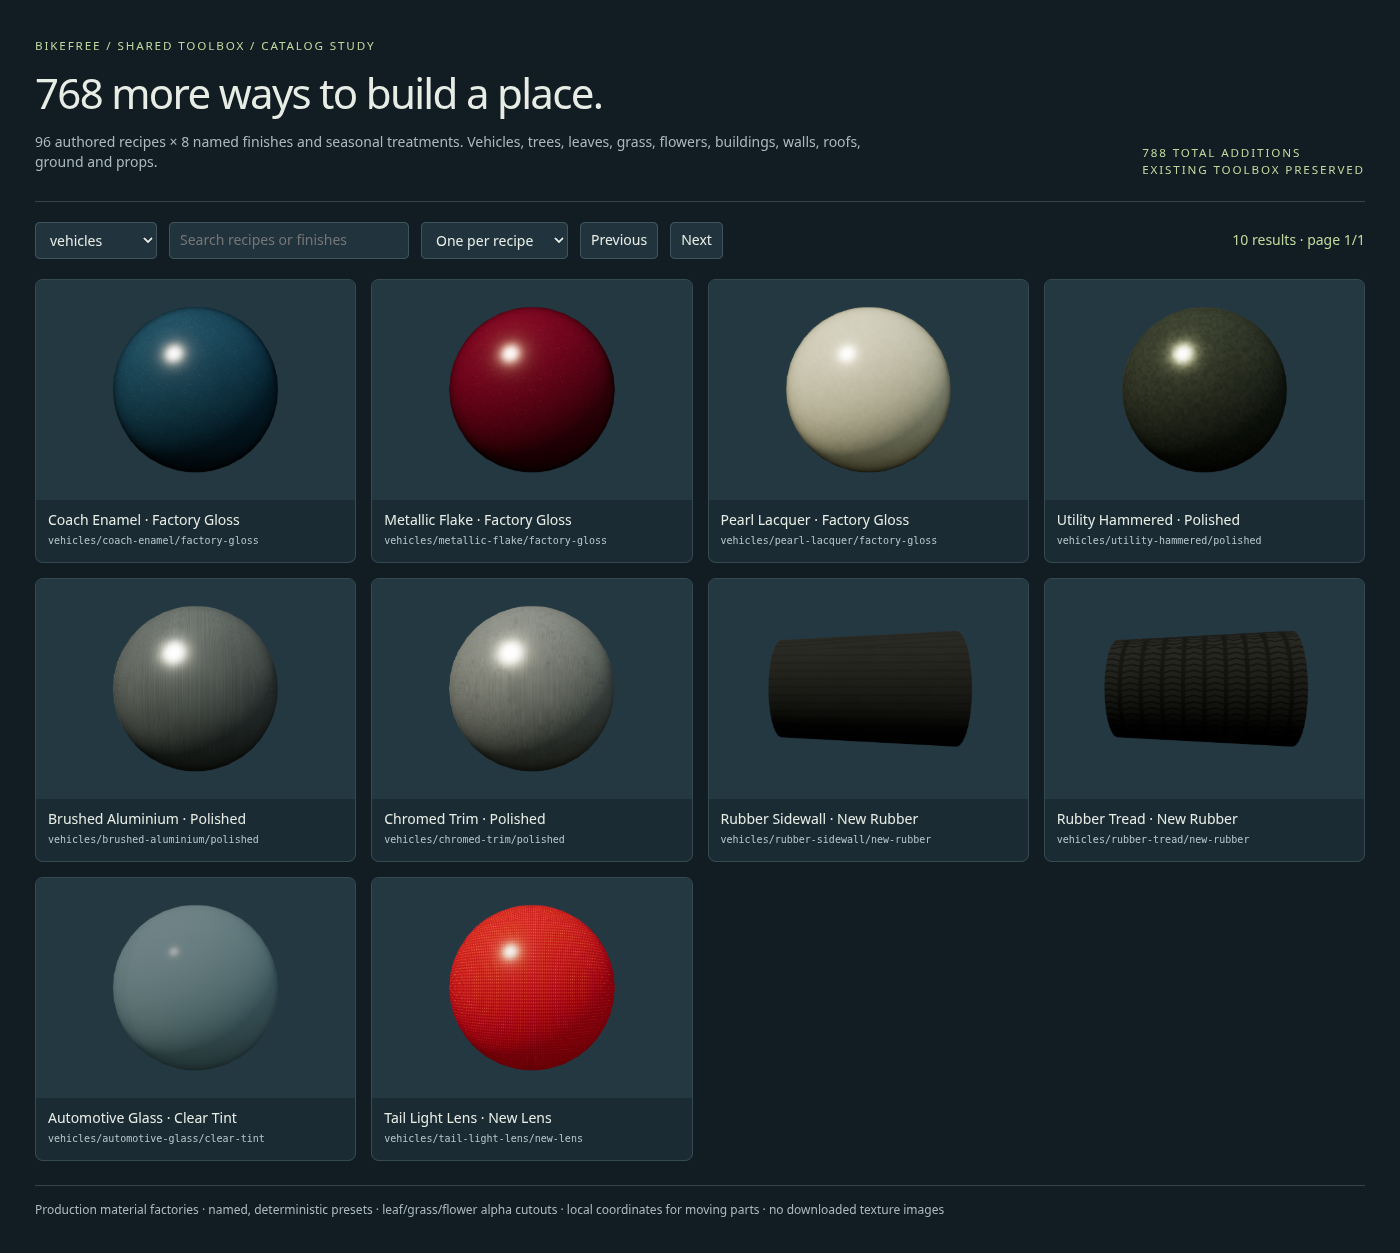 BIKEFREE / SHARED TOOLBOX / CATALOG STUDY
768 more ways to build a place.
96 authored recipes × 8 named finishes and seasonal treatments. Vehicles, trees, leaves, grass, flowers, buildings, walls, roofs,
ground and props.
788 TOTAL ADDITIONS
EXISTING TOOLBOX PRESERVED
vehicles
Search recipes or finishes
One per recipe
Previous
Next
10 results · page 1/1
Coach Enamel · Factory Gloss
vehicles/coach-enamel/factory-gloss
Metallic Flake · Factory Gloss
vehicles/metallic-flake/factory-gloss
Pearl Lacquer · Factory Gloss
vehicles/pearl-lacquer/factory-gloss
Utility Hammered · Polished
vehicles/utility-hammered/polished
Brushed Aluminium · Polished
vehicles/brushed-aluminium/polished
Chromed Trim · Polished
vehicles/chromed-trim/polished
Rubber Sidewall · New Rubber
vehicles/rubber-sidewall/new-rubber
Rubber Tread · New Rubber
vehicles/rubber-tread/new-rubber
Automotive Glass · Clear Tint
vehicles/automotive-glass/clear-tint
Tail Light Lens · New Lens
vehicles/tail-light-lens/new-lens
Production material factories · named, deterministic presets · leaf/grass/flower alpha cutouts · local coordinates for moving parts · no downloaded texture images